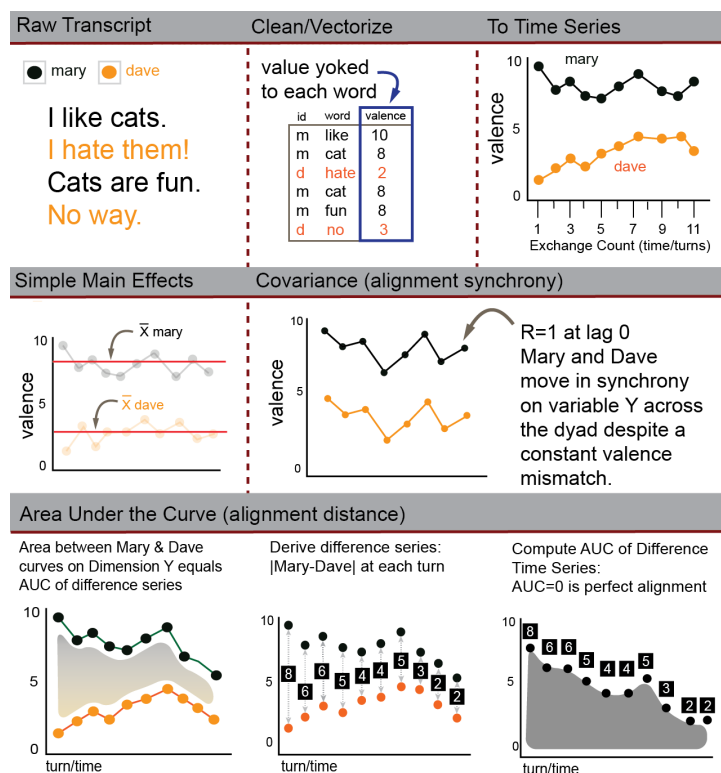 Raw Transcript
Clean/Vectorize
To Time Series
mary
dave
I like cats.
I hate them!
Cats are fun.
No way.
value yoked
to each word
id word valence
m like 10
m cat 8
d hate 2
m cat 8
m fun 8
d no 3
10
5
0
valence
mary
dave
1 3 5 7 9 11
Exchange Count (time/turns)
Simple Main Effects
Covariance (alignment synchrony)
10
5
0
valence
X mary
X dave
10
5
0
valence
R=1 at lag 0
Mary and Dave
move in synchrony
on variable Y across
the dyad despite a
constant valence
mismatch.
Area Under the Curve (alignment distance)
Area between Mary & Dave
curves on Dimension Y equals
AUC of difference series
10
5
0
turn/time
Derive difference series:
|Mary-Dave| at each turn
10
5
0
8 6 6 5 4 4 5 3 2 2
turn/time
Compute AUC of Difference
Time Series:
AUC=0 is perfect alignment
10
5
0
8 6 6 5 4 4 5 3 2 2
turn/time